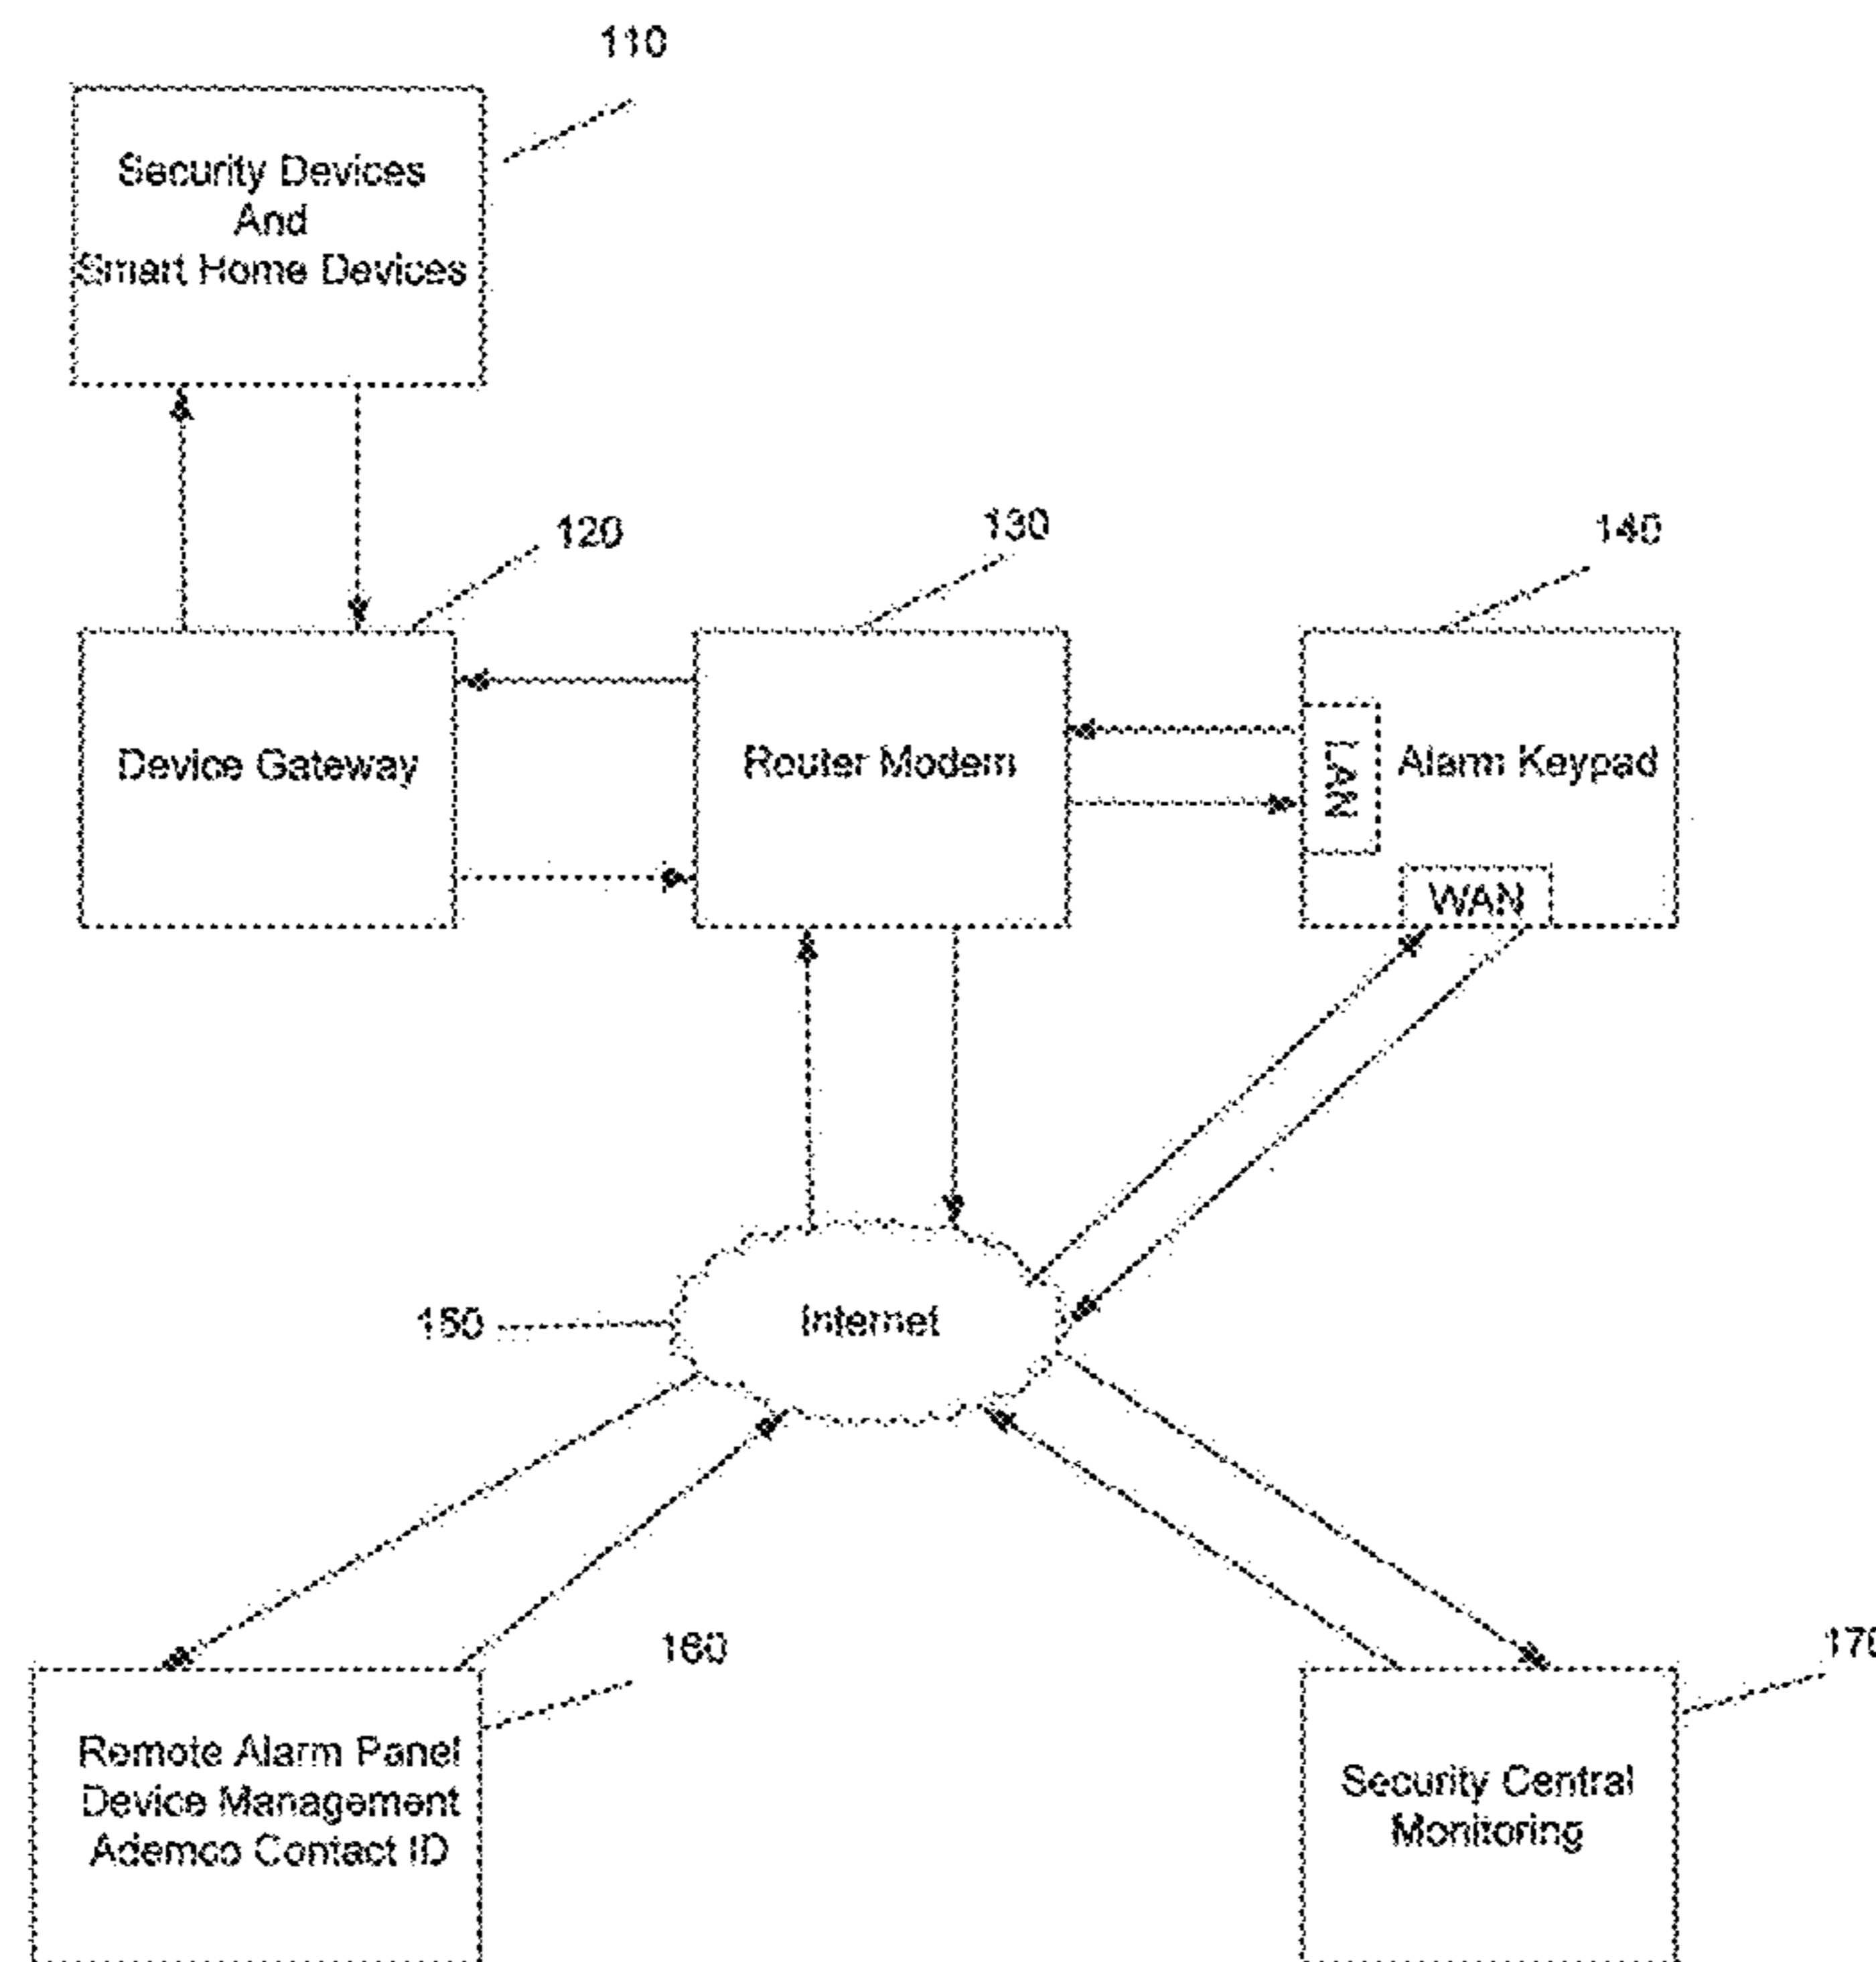 110
Security Devices
And
Smart Home Devices
120
130
140
Device Gateway
Router Modem
LAN
Alarm Keypad
WAN
150
Internet
160
170
Remote Alarm Panel
Device Management
Ademco Contact ID
Security Central
Monitoring